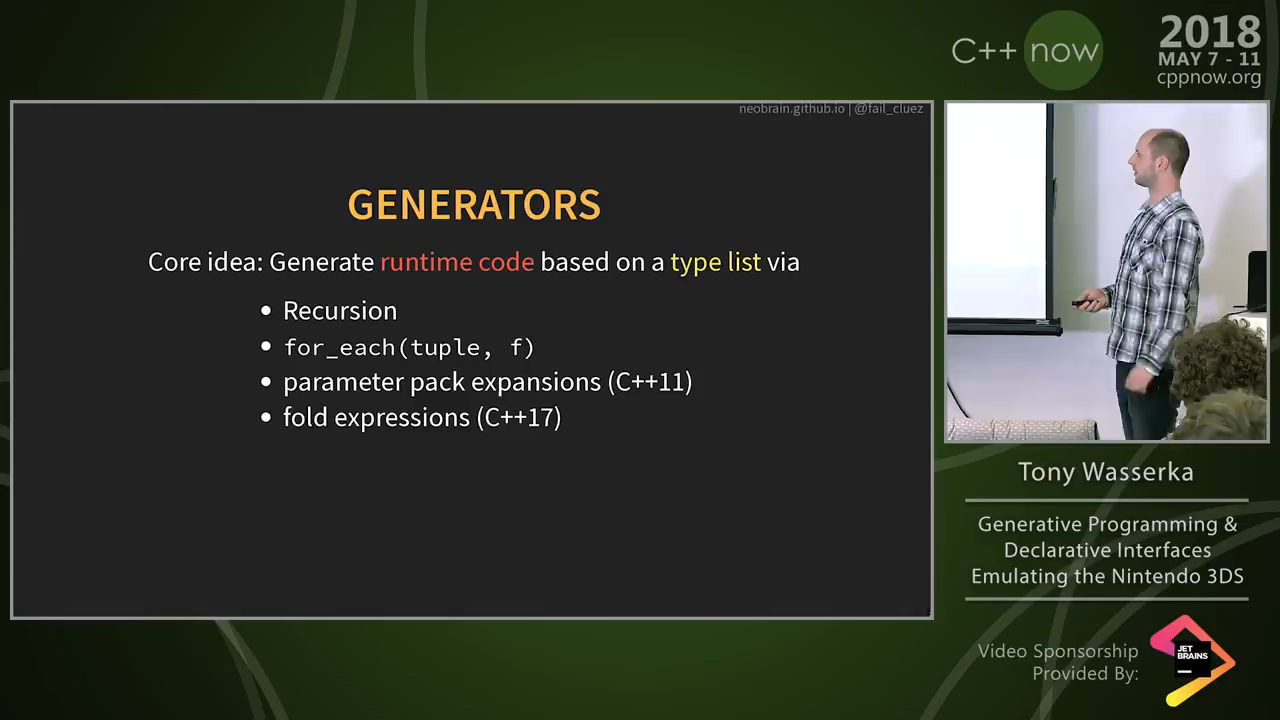 C++ now
2018
MAY 7 - 11
cppnow.org
neobrain.github.io | @fail_cluez
GENERATORS
Core idea: Generate runtime code based on a type list via
• Recursion
• for_each(tuple, f)
• parameter pack expansions (C++11)
• fold expressions (C++17)
Tony Wasserka
Generative Programming &
Declarative Interfaces
Emulating the Nintendo 3DS
Video Sponsorship
Provided By:
JET
BRAINS